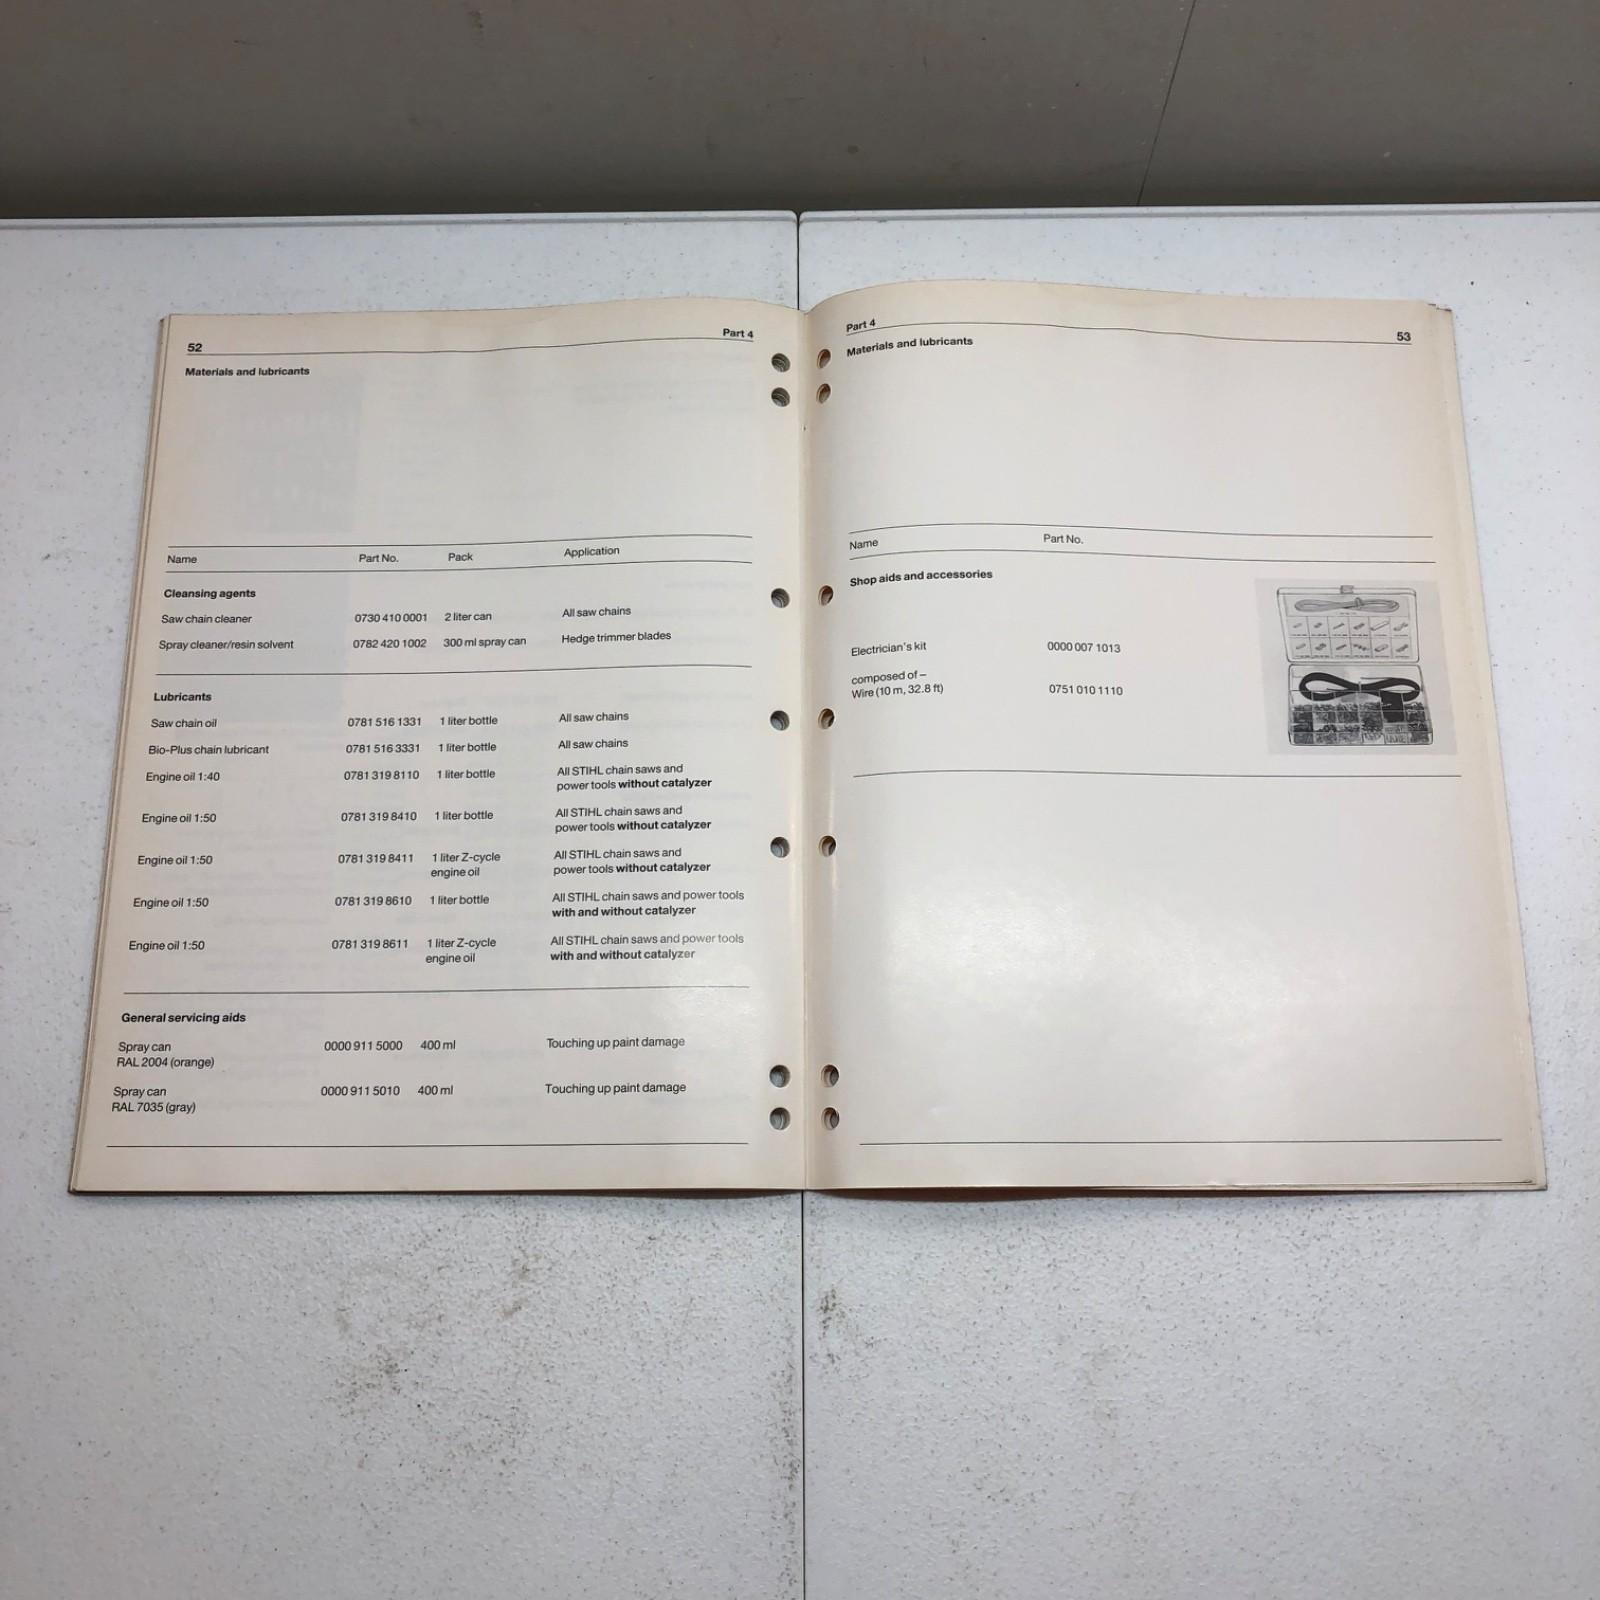 52 Part 4
Materials and lubricants
Name Part No. Pack Application
Cleansing agents
Saw chain cleaner 0730 410 0001 2 liter can All saw chains
Spray cleaner/resin solvent 0782 420 1002 300 ml spray can Hedge trimmer blades
Lubricants
Saw chain oil 0781 516 1331 1 liter bottle All saw chains
Bio-Plus chain lubricant 0781 516 3331 1 liter bottle All saw chains
Engine oil 1:40 0781 319 8110 1 liter bottle All STIHL chain saws and
power tools without catalyzer
Engine oil 1:50 0781 319 8410 1 liter bottle All STIHL chain saws and
power tools without catalyzer
Engine oil 1:50 0781 319 8411 1 liter Z-cycle All STIHL chain saws and
engine oil power tools without catalyzer
Engine oil 1:50 0781 319 8610 1 liter bottle All STIHL chain saws and power tools
with and without catalyzer
Engine oil 1:50 0781 319 8611 1 liter Z-cycle All STIHL chain saws and power tools
engine oil with and without catalyzer
General servicing aids
Spray can 0000 911 5000 400 ml Touching up paint damage
RAL 2004 (orange)
Spray can 0000 911 5010 400 ml Touching up paint damage
RAL 7035 (gray)
Part 4 53
Materials and lubricants
Name Part No.
Shop aids and accessories
Electrician's kit 0000 007 1013
composed of –
Wire (10 m, 32.8 ft) 0751 010 1110